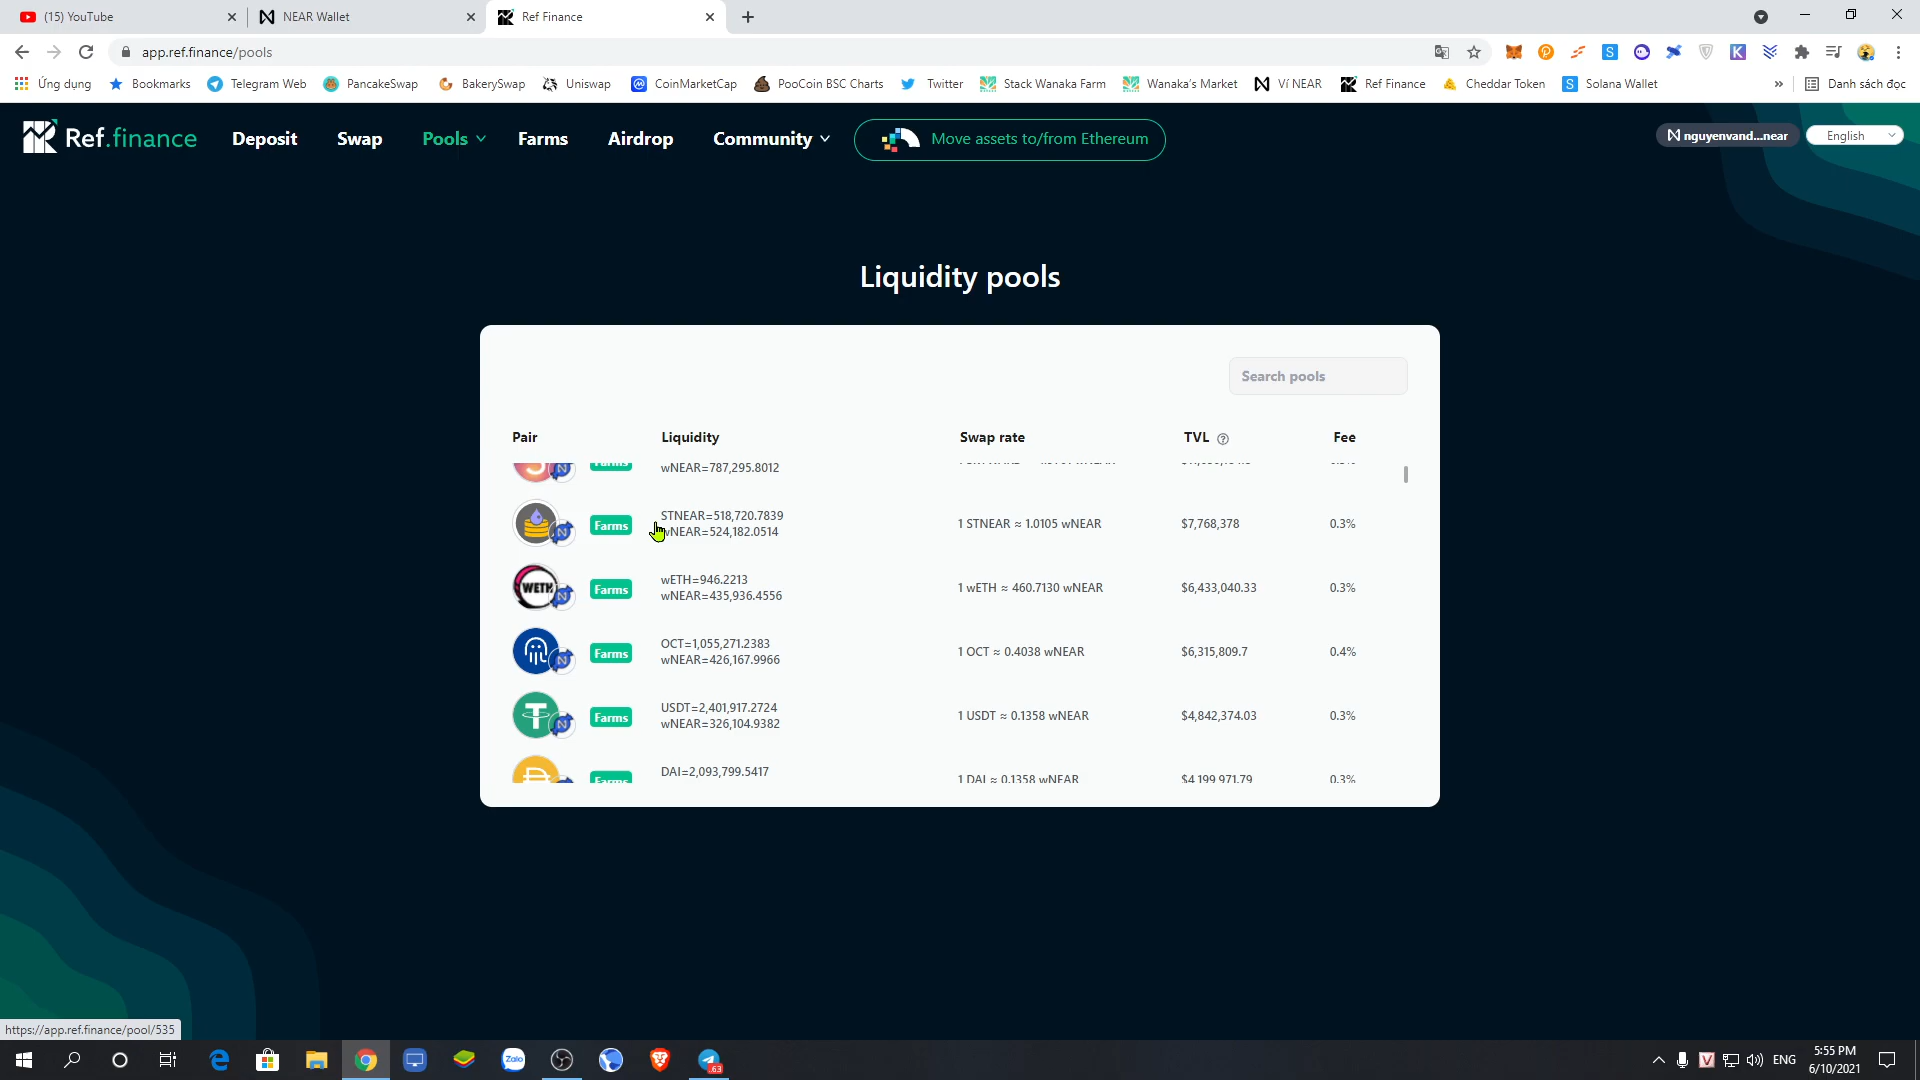 (15) YouTube
NEAR Wallet
Ref Finance
app.ref.finance/pools
Ứng dụng
Bookmarks
Telegram Web
PancakeSwap
BakerySwap
Uniswap
CoinMarketCap
PooCoin BSC Charts
Twitter
Stack Wanaka Farm
Wanaka's Market
Ví NEAR
Ref Finance
Cheddar Token
Solana Wallet
»
Danh sách đọc
Ref.finance
Deposit
Swap
Pools
Farms
Airdrop
Community
Move assets to/from Ethereum
nguyenvand...near
English
Liquidity pools
Search pools
Pair Liquidity Swap rate TVL Fee
wNEAR=787,295.8012
Farms
STNEAR=518,720.7839
wNEAR=524,182.0514
1 STNEAR ≈ 1.0105 wNEAR
$7,768,378
0.3%
WETH
Farms
wETH=946.2213
wNEAR=435,936.4556
1 wETH ≈ 460.7130 wNEAR
$6,433,040.33
0.3%
Farms
OCT=1,055,271.2383
wNEAR=426,167.9966
1 OCT ≈ 0.4038 wNEAR
$6,315,809.7
0.4%
Farms
USDT=2,401,917.2724
wNEAR=326,104.9382
1 USDT ≈ 0.1358 wNEAR
$4,842,374.03
0.3%
Farms
DAI=2,093,799.5417
1 DAI ≈ 0.1358 wNEAR
$4,199,971.79
0.3%
https://app.ref.finance/pool/535
Zalo
63
ENG
5:55 PM
6/10/2021